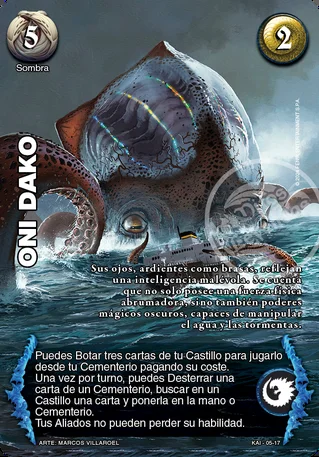 5
2
Sombra
ONI DAKO
Sus ojos, ardientes como brasas, reflejan
una inteligencia malévola. Se cuenta
que no solo posee una fuerza física
abrumadora, sino también poderes
mágicos oscuros, capaces de manipular
el agua y las tormentas.
Puedes Botar tres cartas de tu Castillo para jugarlo
desde tu Cementerio pagando su coste.
Una vez por turno, puedes Desterrar una
carta de un Cementerio, buscar en un
Castillo una carta y ponerla en la mano o
Cementerio.
Tus Aliados no pueden perder su habilidad.
ARTE: MARCOS VILLAROEL
KAI - 05-17